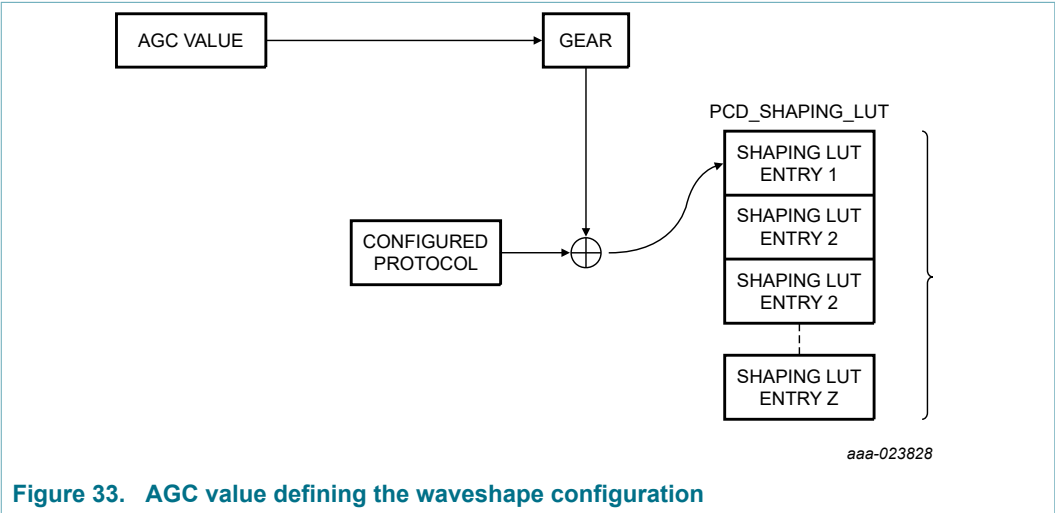 AGC VALUE
GEAR
PCD_SHAPING_LUT
SHAPING LUT
ENTRY 1
SHAPING LUT
ENTRY 2
SHAPING LUT
ENTRY 2
SHAPING LUT
ENTRY Z
CONFIGURED
PROTOCOL
aaa-023828
Figure 33. AGC value defining the waveshape configuration